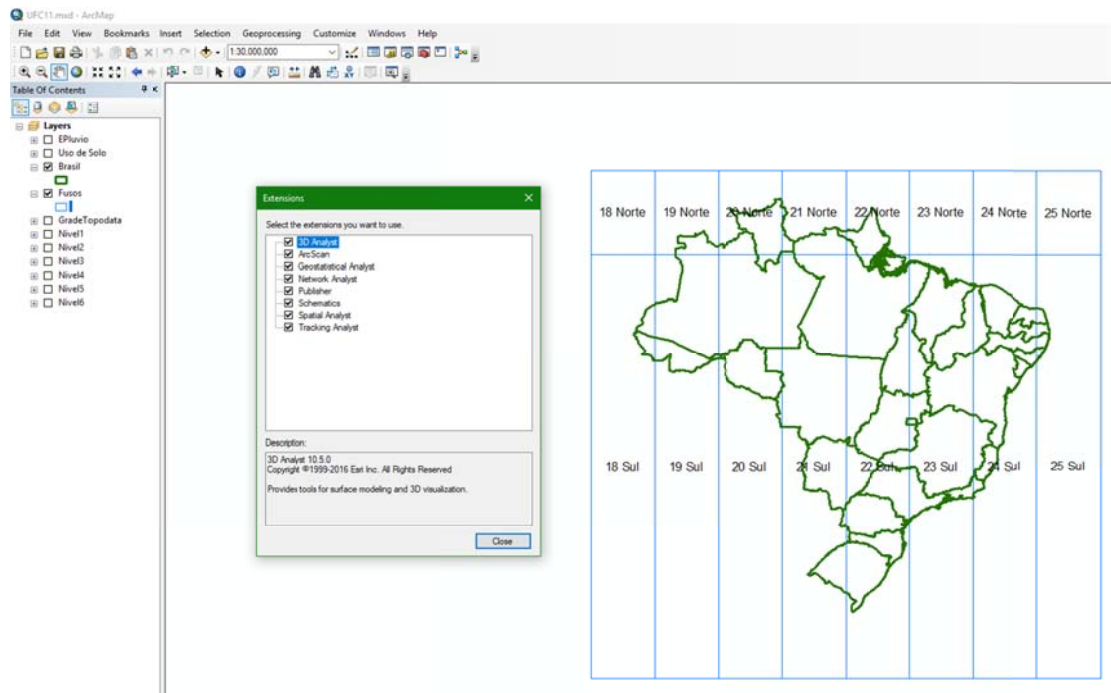 UFC11.mxd - ArcMap
File Edit View Bookmarks Insert Selection Geoprocessing Customize Windows Help
1:30.000.000
Table Of Contents
Layers
EPluvio
Uso de Solo
Brasil
Fusos
GradeTopodata
Nivel1
Nivel2
Nivel3
Nivel4
Nivel5
Nivel6
Extensions
Select the extensions you want to use.
3D Analyst
ArcScan
Geostatistical Analyst
Network Analyst
Publisher
Schematics
Spatial Analyst
Tracking Analyst
Description:
3D Analyst 10.5.0
Copyright ©1999-2016 Esri Inc. All Rights Reserved
Provides tools for surface modeling and 3D visualization.
Close
18 Norte 19 Norte 20 Norte 21 Norte 22 Norte 23 Norte 24 Norte 25 Norte
18 Sul 19 Sul 20 Sul 21 Sul 22 Sul 23 Sul 24 Sul 25 Sul